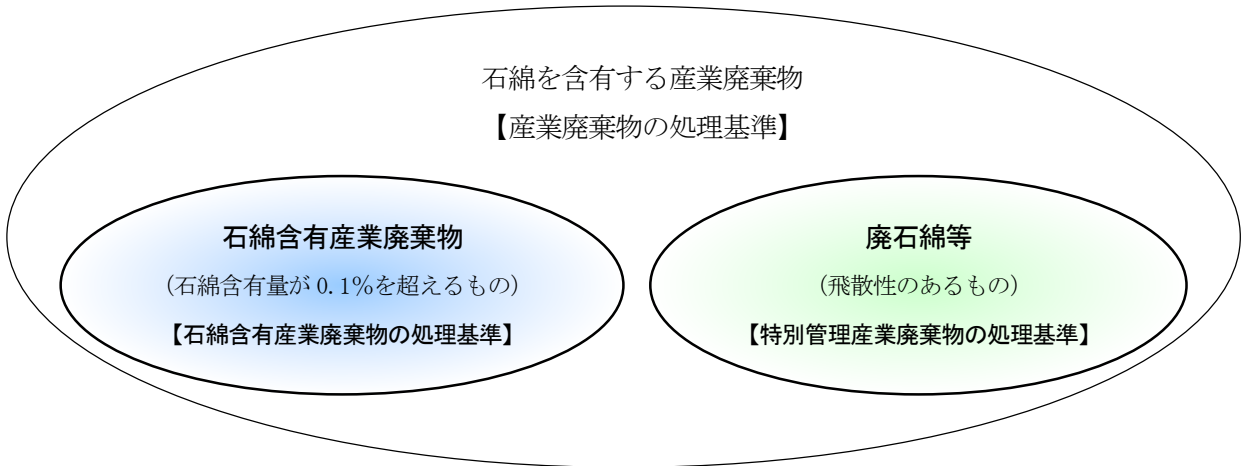 石綿を含有する産業廃棄物
【産業廃棄物の処理基準】
石綿含有産業廃棄物
(石綿含有量が 0.1%を超えるもの)
【石綿含有産業廃棄物の処理基準】
廃石綿等
(飛散性のあるもの)
【特別管理産業廃棄物の処理基準】